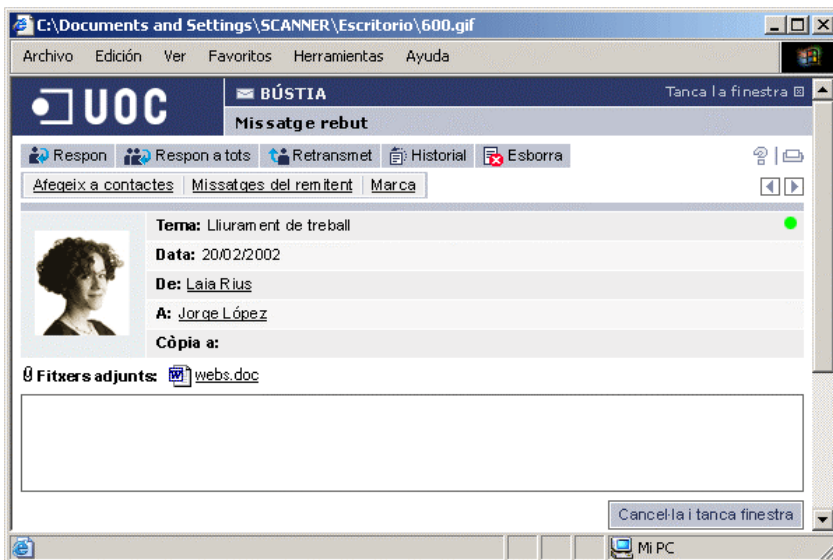 C:\Documents and Settings\SCANNER\Escritorio\600.gif
Archivo Edición Ver Favoritos Herramientas Ayuda
UOC
BÚSTIA Tanca la finestra
Missatge rebut
Respon Respon a tots Retransmet Historial Esborra
Afegeix a contactes Missatges del remitent Marca
Tema: Lliurament de treball
Data: 20/02/2002
De: Laia Rius
A: Jorge López
Còpia a:
Fitxers adjunts: webs.doc
Cancel·la i tanca finestra
Mi PC